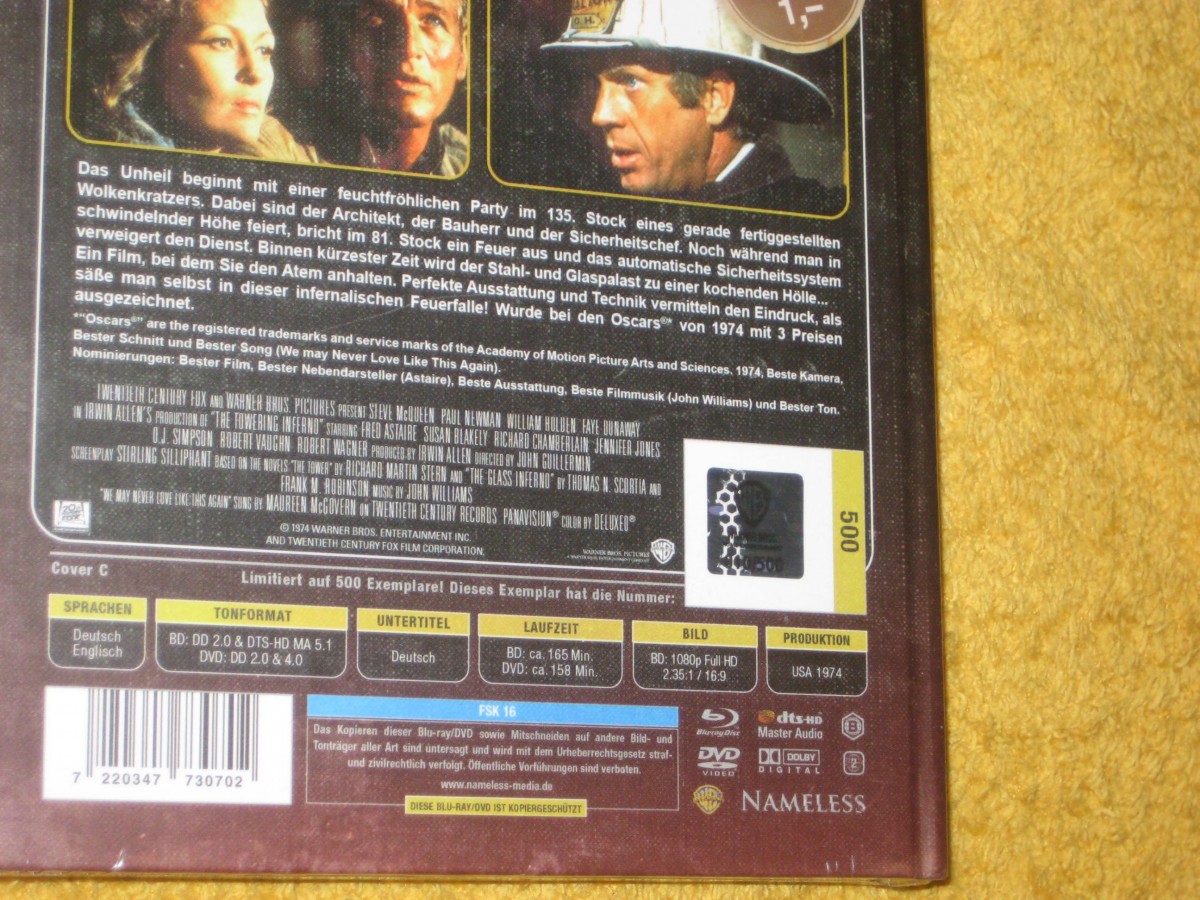 1,-
O.H.
Das Unheil beginnt mit einer feuchtfröhlichen Party im 135. Stock eines gerade fertiggestellten
Wolkenkratzers. Dabei sind der Architekt, der Bauherr und der Sicherheitschef. Noch während man in
schwindelnder Höhe feiert, bricht im 81. Stock ein Feuer aus und das automatische Sicherheitssystem
verweigert den Dienst. Binnen kürzester Zeit wird der Stahl- und Glaspalast zu einer kochenden Hölle...
Ein Film, bei dem Sie den Atem anhalten. Perfekte Ausstattung und Technik vermitteln den Eindruck, als
säße man selbst in dieser infernalischen Feuerfalle! Wurde bei den Oscars®* von 1974 mit 3 Preisen
ausgezeichnet.
*"Oscars®" are the registered trademarks and service marks of the Academy of Motion Picture Arts and Sciences. 1974, Beste Kamera,
Bester Schnitt und Bester Song (We may Never Love Like This Again).
Nominierungen: Bester Film, Bester Nebendarsteller (Astaire), Beste Ausstattung, Beste Filmmusik (John Williams) und Bester Ton.
TWENTIETH CENTURY FOX AND WARNER BROS. PICTURES PRESENT STEVE McQUEEN PAUL NEWMAN WILLIAM HOLDEN FAYE DUNAWAY
IN IRWIN ALLEN'S PRODUCTION OF "THE TOWERING INFERNO" STARRING FRED ASTAIRE SUSAN BLAKELY RICHARD CHAMBERLAIN JENNIFER JONES
O.J. SIMPSON ROBERT VAUGHN ROBERT WAGNER PRODUCED BY IRWIN ALLEN DIRECTED BY JOHN GUILLERMIN
SCREENPLAY STIRLING SILLIPHANT BASED ON THE NOVELS "THE TOWER" BY RICHARD MARTIN STERN AND "THE GLASS INFERNO" BY THOMAS N. SCORTIA AND
FRANK M. ROBINSON MUSIC BY JOHN WILLIAMS
"WE MAY NEVER LOVE LIKE THIS AGAIN" SUNG BY MAUREEN McGOVERN ON TWENTIETH CENTURY RECORDS PANAVISION® COLOR BY DELUXE®
© 1974 WARNER BROS. ENTERTAINMENT INC.
AND TWENTIETH CENTURY FOX FILM CORPORATION.
WARNER BROS. PICTURES
500
Cover C
Limitiert auf 500 Exemplare! Dieses Exemplar hat die Nummer:
SPRACHEN
Deutsch
Englisch
TONFORMAT
BD: DD 2.0 & DTS-HD MA 5.1
DVD: DD 2.0 & 4.0
UNTERTITEL
Deutsch
LAUFZEIT
BD: ca. 165 Min.
DVD: ca. 158 Min.
BILD
BD: 1080p Full HD
2.35:1 / 16:9
PRODUKTION
USA 1974
7 220347 730702
FSK 16
Das Kopieren dieser Blu-ray/DVD sowie Mitschneiden auf andere Bild- und
Tonträger aller Art sind untersagt und wird mit dem Urheberrechtsgesetz straf-
und zivilrechtlich verfolgt. Öffentliche Vorführungen sind verboten.
www.nameless-media.de
DIESE BLU-RAY/DVD IST KOPIERGESCHÜTZT
Blu-ray Disc
dts-HD
Master Audio
B
DVD
VIDEO
DOLBY
DIGITAL
2
NAMELESS